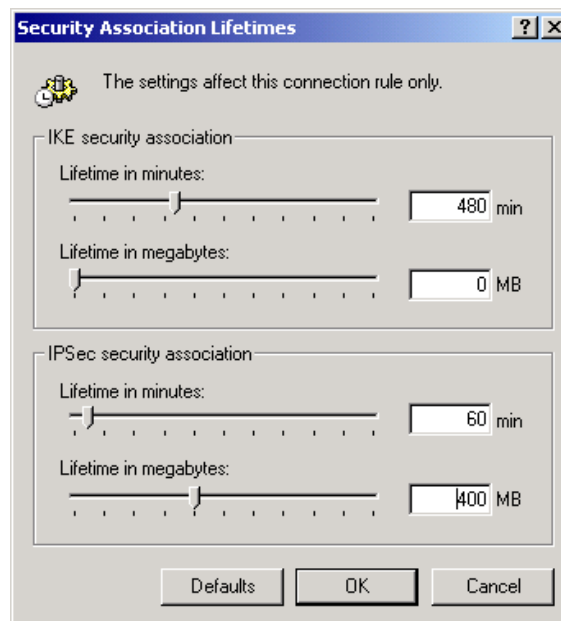 Security Association Lifetimes
The settings affect this connection rule only.
IKE security association
Lifetime in minutes:
480 min
Lifetime in megabytes:
0 MB
IPSec security association
Lifetime in minutes:
60 min
Lifetime in megabytes:
400 MB
Defaults OK Cancel